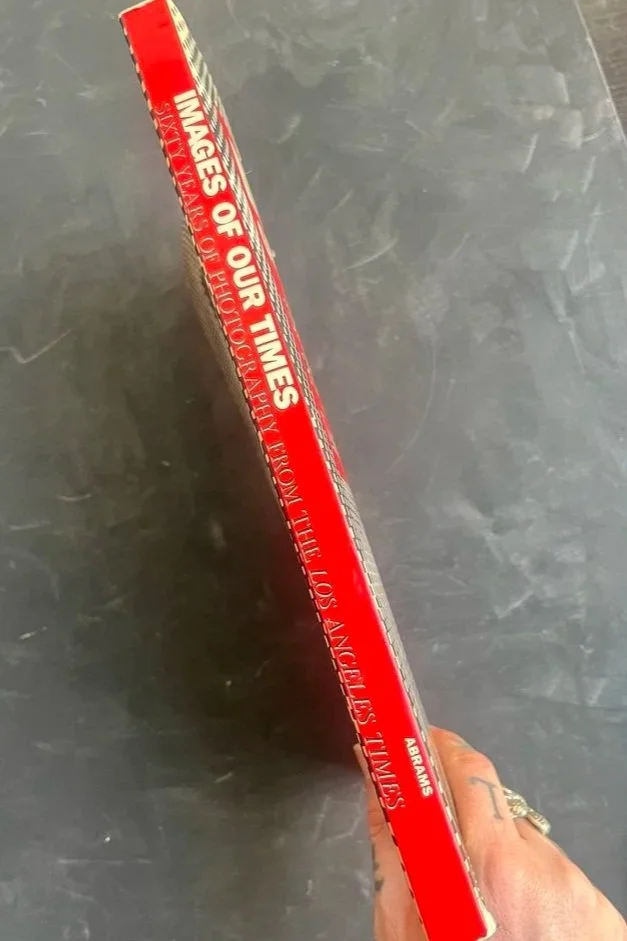 IMAGES OF OUR TIMES
SIXTY YEARS OF PHOTOGRAPHY FROM THE LOS ANGELES TIMES
ABRAMS
T